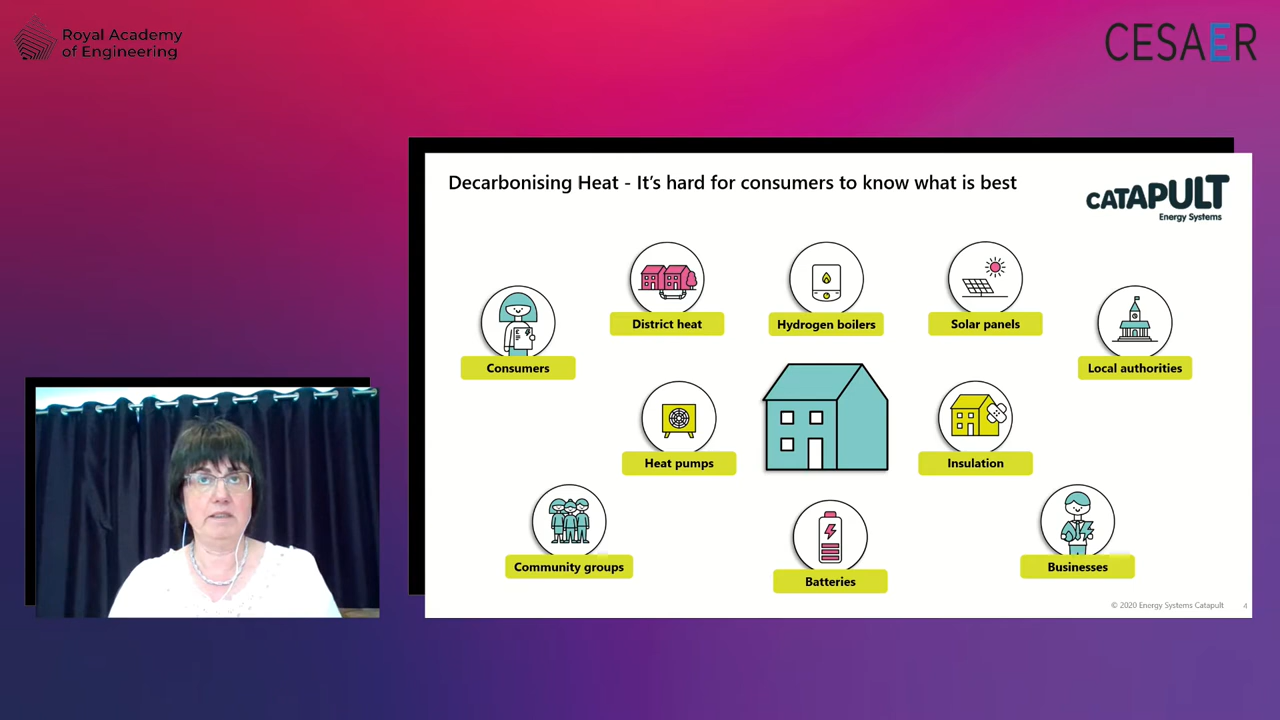 Royal Academy
of Engineering
CESAER
Decarbonising Heat - It's hard for consumers to know what is best
CATAPULT
Energy Systems
District heat
Hydrogen boilers
Solar panels
Consumers
Local authorities
Heat pumps
Insulation
Community groups
Businesses
Batteries
© 2020 Energy Systems Catapult
4